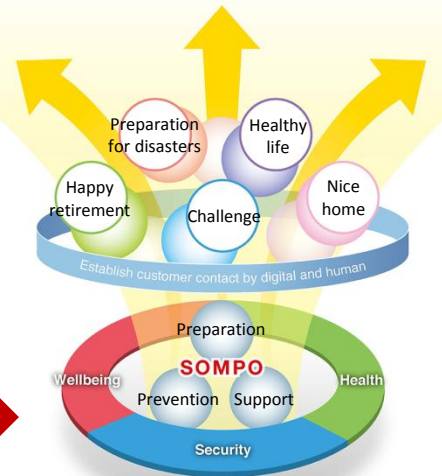 Preparation
for disasters
Healthy
life
Happy
retirement
Challenge
Nice
home
Establish customer contact by digital and human
Preparation
SOMPO
Wellbeing
Health
Prevention
Support
Security